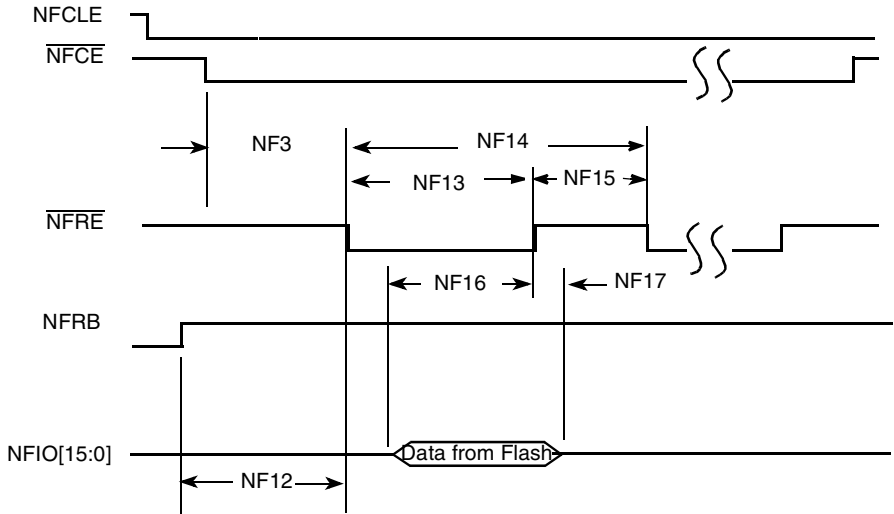 NFCLE
NFCE
NF3
NF14
NF13
NF15
NFRE
NF16
NF17
NFRB
NFIO[15:0]
Data from Flash
NF12